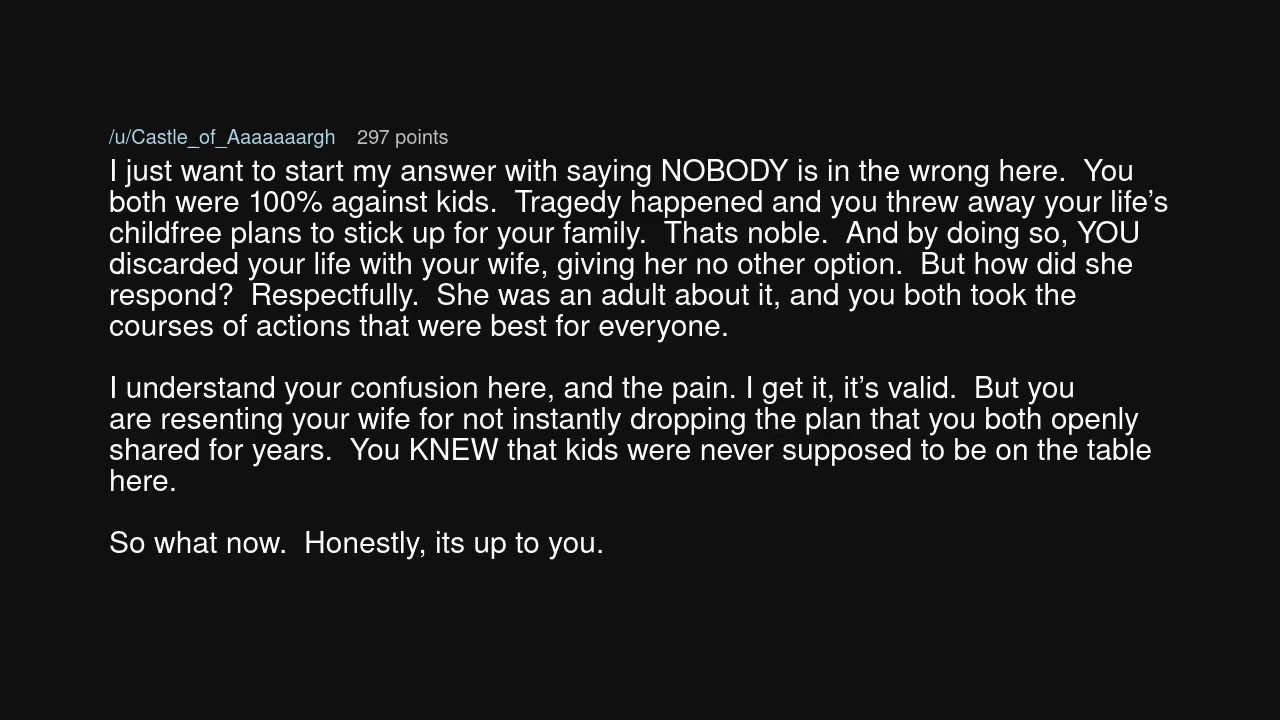 /u/Castle_of_Aaaaaaargh 297 points
I just want to start my answer with saying NOBODY is in the wrong here.  You
both were 100% against kids.  Tragedy happened and you threw away your life’s
childfree plans to stick up for your family.  Thats noble.  And by doing so, YOU
discarded your life with your wife, giving her no other option.  But how did she
respond?  Respectfully.  She was an adult about it, and you both took the
courses of actions that were best for everyone.
I understand your confusion here, and the pain. I get it, it’s valid.  But you
are resenting your wife for not instantly dropping the plan that you both openly
shared for years.  You KNEW that kids were never supposed to be on the table
here.
So what now.  Honestly, its up to you.